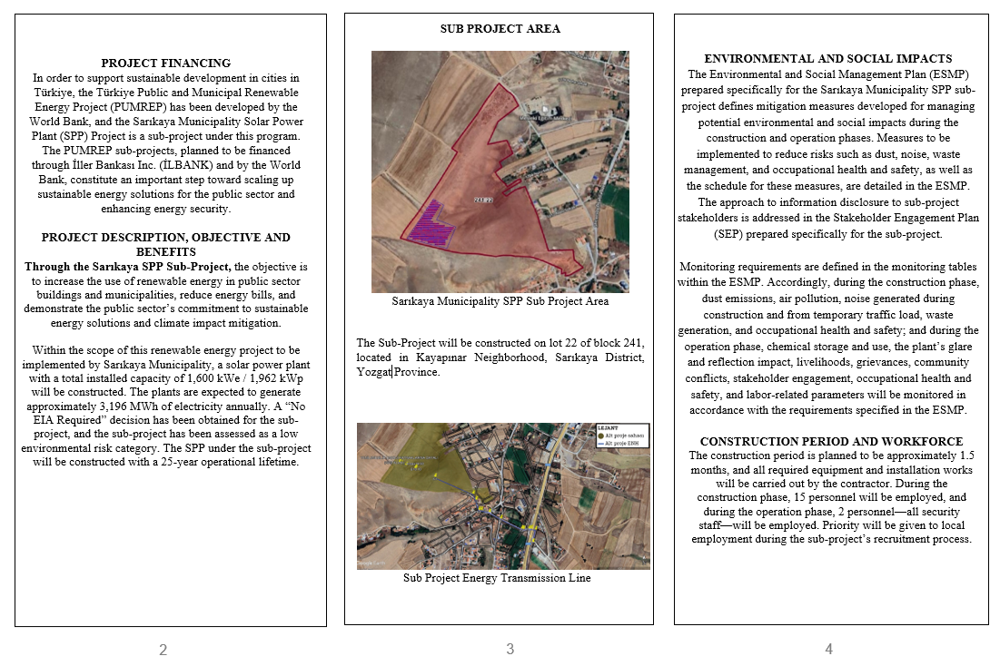 PROJECT FINANCING
In order to support sustainable development in cities in
Türkiye, the Türkiye Public and Municipal Renewable
Energy Project (PUMREP) has been developed by the
World Bank, and the Sarıkaya Municipality Solar Power
Plant (SPP) Project is a sub-project under this program.
The PUMREP sub-projects, planned to be financed
through İller Bankası Inc. (İLBANK) and by the World
Bank, constitute an important step toward scaling up
sustainable energy solutions for the public sector and
enhancing energy security.
PROJECT DESCRIPTION, OBJECTIVE AND
BENEFITS
Through the Sarıkaya SPP Sub-Project, the objective is
to increase the use of renewable energy in public sector
buildings and municipalities, reduce energy bills, and
demonstrate the public sector’s commitment to sustainable
energy solutions and climate impact mitigation.
Within the scope of this renewable energy project to be
implemented by Sarıkaya Municipality, a solar power plant
with a total installed capacity of 1,600 kWe / 1,962 kWp
will be constructed. The plants are expected to generate
approximately 3,196 MWh of electricity annually. A “No
EIA Required” decision has been obtained for the sub-
project, and the sub-project has been assessed as a low
environmental risk category. The SPP under the sub-project
will be constructed with a 25-year operational lifetime.
2
SUB PROJECT AREA
241 22
Sarıkaya Municipality SPP Sub Project Area
The Sub-Project will be constructed on lot 22 of block 241,
located in Kayapınar Neighborhood, Sarıkaya District,
Yozgat Province.
LEJANT
Alt proje sahası
Alt proje ENH
Sub Project Energy Transmission Line
3
ENVIRONMENTAL AND SOCIAL IMPACTS
The Environmental and Social Management Plan (ESMP)
prepared specifically for the Sarıkaya Municipality SPP sub-
project defines mitigation measures developed for managing
potential environmental and social impacts during the
construction and operation phases. Measures to be
implemented to reduce risks such as dust, noise, waste
management, and occupational health and safety, as well as
the schedule for these measures, are detailed in the ESMP.
The approach to information disclosure to sub-project
stakeholders is addressed in the Stakeholder Engagement Plan
(SEP) prepared specifically for the sub-project.
Monitoring requirements are defined in the monitoring tables
within the ESMP. Accordingly, during the construction phase,
dust emissions, air pollution, noise generated during
construction and from temporary traffic load, waste
generation, and occupational health and safety; and during the
operation phase, chemical storage and use, the plant’s glare
and reflection impact, livelihoods, grievances, community
conflicts, stakeholder engagement, occupational health and
safety, and labor-related parameters will be monitored in
accordance with the requirements specified in the ESMP.
CONSTRUCTION PERIOD AND WORKFORCE
The construction period is planned to be approximately 1.5
months, and all required equipment and installation works
will be carried out by the contractor. During the
construction phase, 15 personnel will be employed, and
during the operation phase, 2 personnel—all security
staff—will be employed. Priority will be given to local
employment during the sub-project’s recruitment process.
4